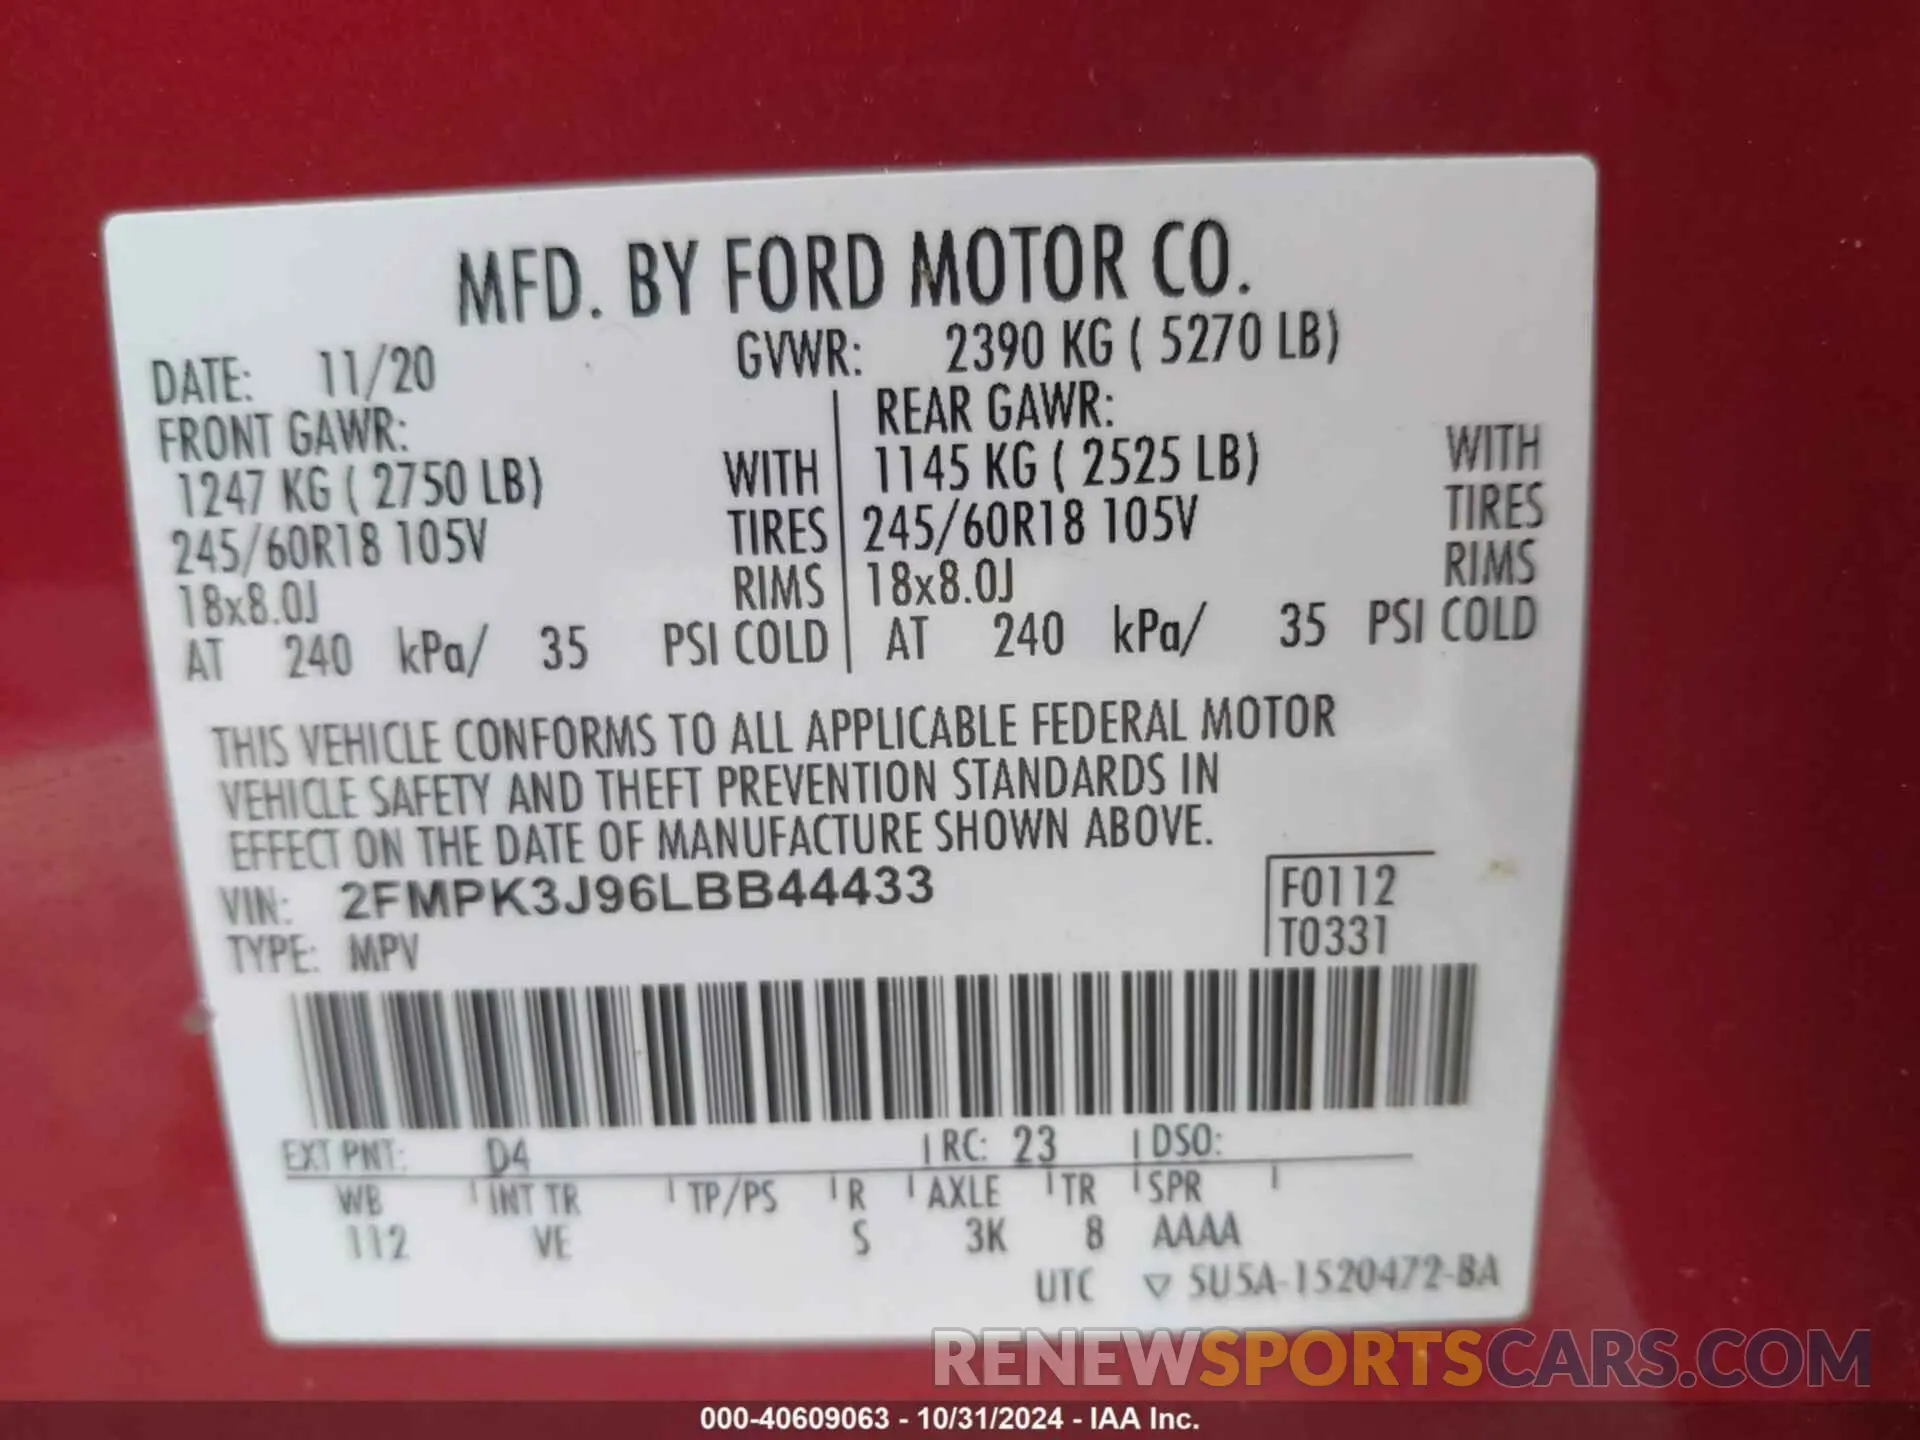 MFD. BY FORD MOTOR CO.
DATE: 11/20 GVWR: 2390 KG ( 5270 LB)
FRONT GAWR: REAR GAWR:
1247 KG ( 2750 LB) WITH 1145 KG ( 2525 LB) WITH
245/60R18 105V TIRES 245/60R18 105V TIRES
18x8.0J RIMS 18x8.0J RIMS
AT 240 kPa/ 35 PSI COLD AT 240 kPa/ 35 PSI COLD
THIS VEHICLE CONFORMS TO ALL APPLICABLE FEDERAL MOTOR
VEHICLE SAFETY AND THEFT PREVENTION STANDARDS IN
EFFECT ON THE DATE OF MANUFACTURE SHOWN ABOVE.
VIN: 2FMPK3J96LBB44433 F0112
TYPE: MPV T0331
EXT PNT: D4 RC: 23 DSO:
WB INT TR TP/PS R AXLE TR SPR
112 VE S 3K 8 AAAA
UTC ▽ 5U5A-1520472-BA
RENEWSPORTSCARS.COM
000-40609063 - 10/31/2024 - IAA Inc.